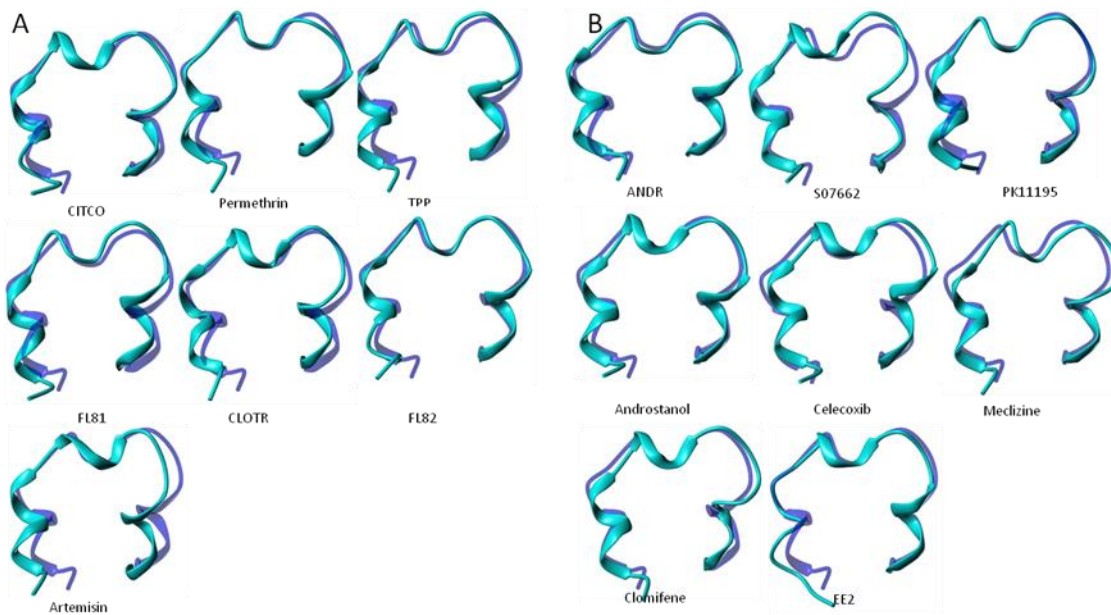 A
B
CITCO
Permethrin
TPP
ANDR
S07662
PK11195
FL81
CLOTR
FL82
Androstanol
Celecoxib
Meclizine
Artemisin
Clomifene
EE2